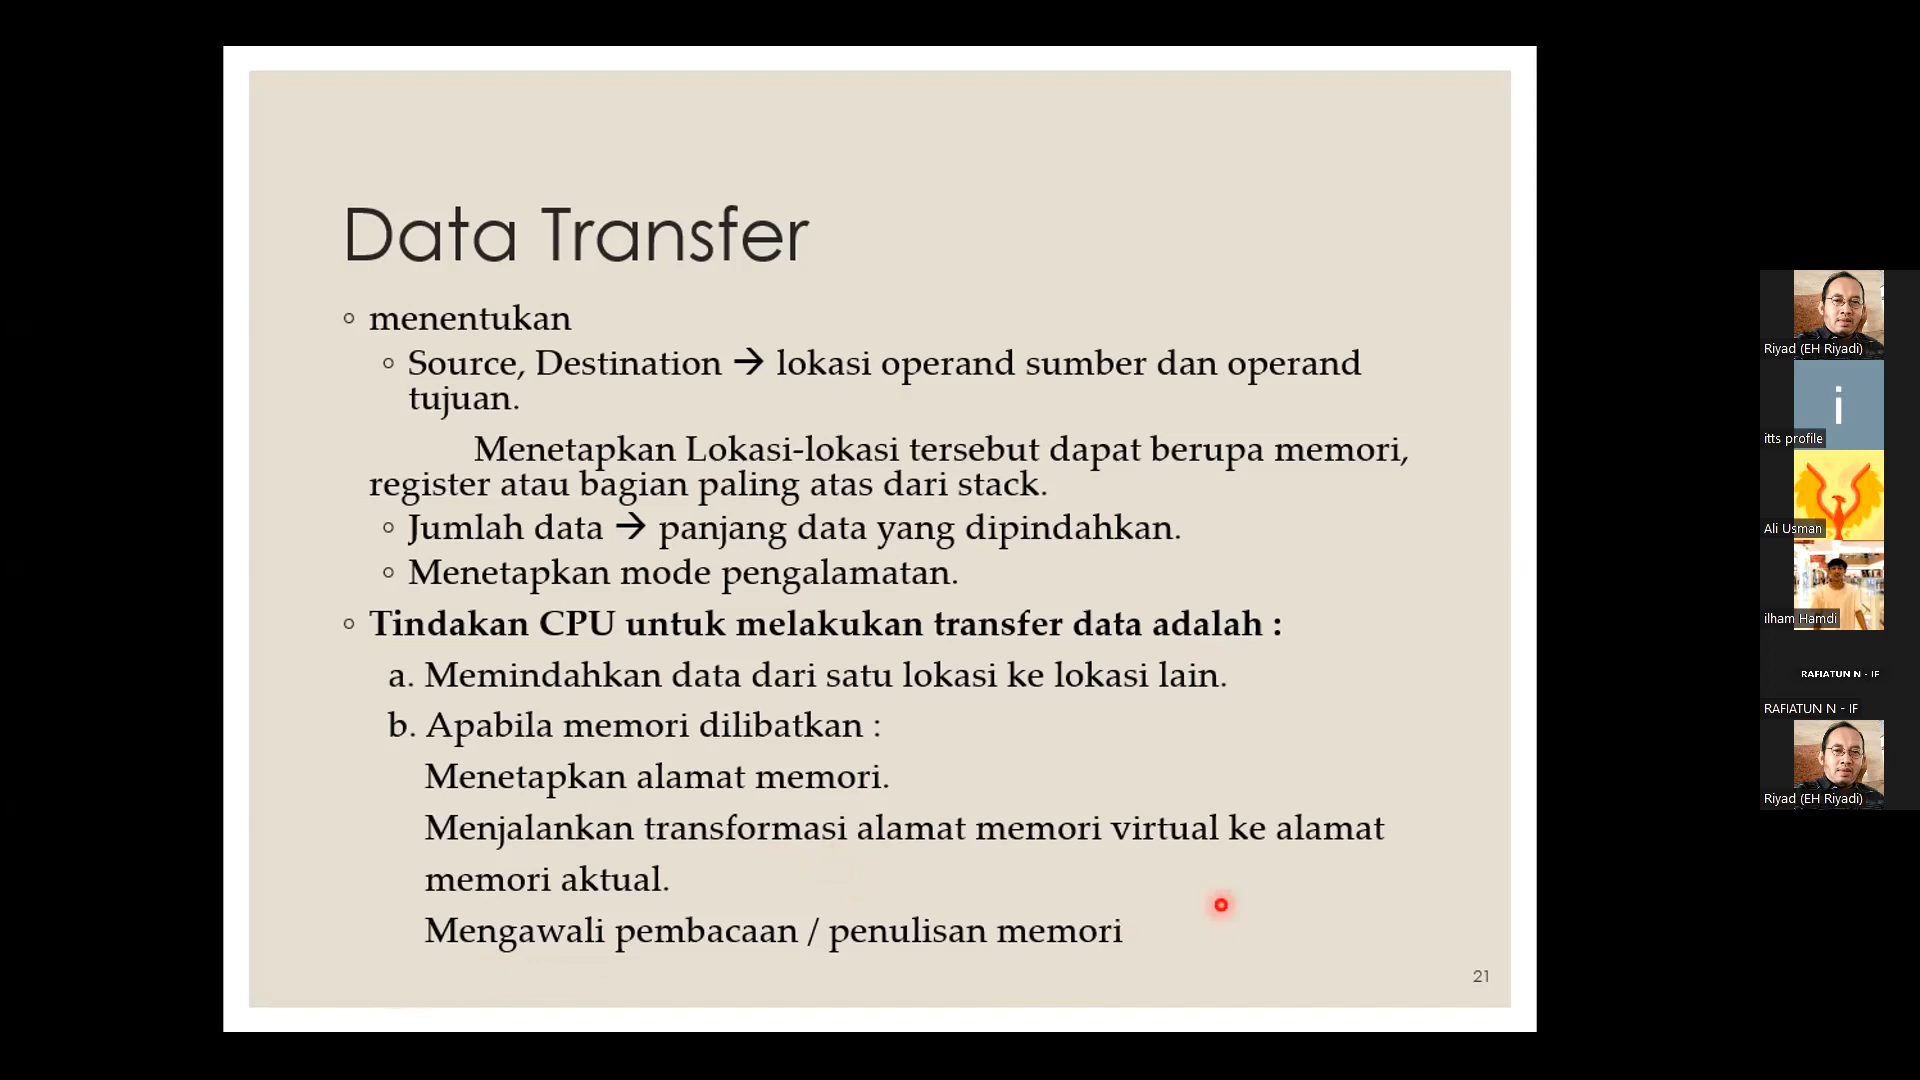 Data Transfer
◦ menentukan
◦ Source, Destination → lokasi operand sumber dan operand
tujuan.
Menetapkan Lokasi-lokasi tersebut dapat berupa memori,
register atau bagian paling atas dari stack.
◦ Jumlah data → panjang data yang dipindahkan.
◦ Menetapkan mode pengalamatan.
◦ Tindakan CPU untuk melakukan transfer data adalah :
a. Memindahkan data dari satu lokasi ke lokasi lain.
b. Apabila memori dilibatkan :
Menetapkan alamat memori.
Menjalankan transformasi alamat memori virtual ke alamat
memori aktual.
Mengawali pembacaan / penulisan memori
21
Riyad (EH Riyadi)
i
itts profile
Ali Usman
ilham Hamdi
RAFIATUN N - IF
RAFIATUN N - IF
Riyad (EH Riyadi)